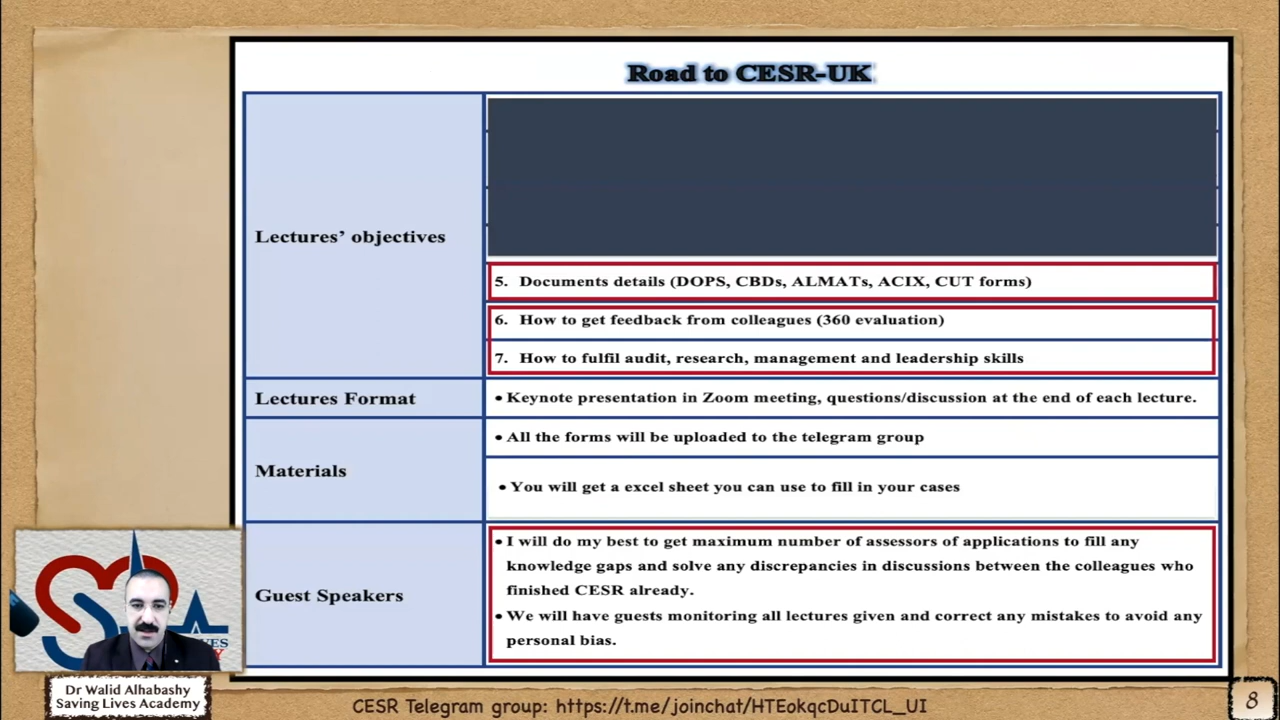 Road to CESR-UK
Lectures’ objectives
5. Documents details (DOPS, CBDs, ALMATs, ACIX, CUT forms)
6. How to get feedback from colleagues (360 evaluation)
7. How to fulfil audit, research, management and leadership skills
Lectures Format
• Keynote presentation in Zoom meeting, questions/discussion at the end of each lecture.
Materials
• All the forms will be uploaded to the telegram group
• You will get a excel sheet you can use to fill in your cases
Guest Speakers
• I will do my best to get maximum number of assessors of applications to fill any
knowledge gaps and solve any discrepancies in discussions between the colleagues who
finished CESR already.
• We will have guests monitoring all lectures given and correct any mistakes to avoid any
personal bias.
Dr Walid Alhabashy
Saving Lives Academy
CESR Telegram group: https://t.me/joinchat/HTEokqcDuITCL_UI
8